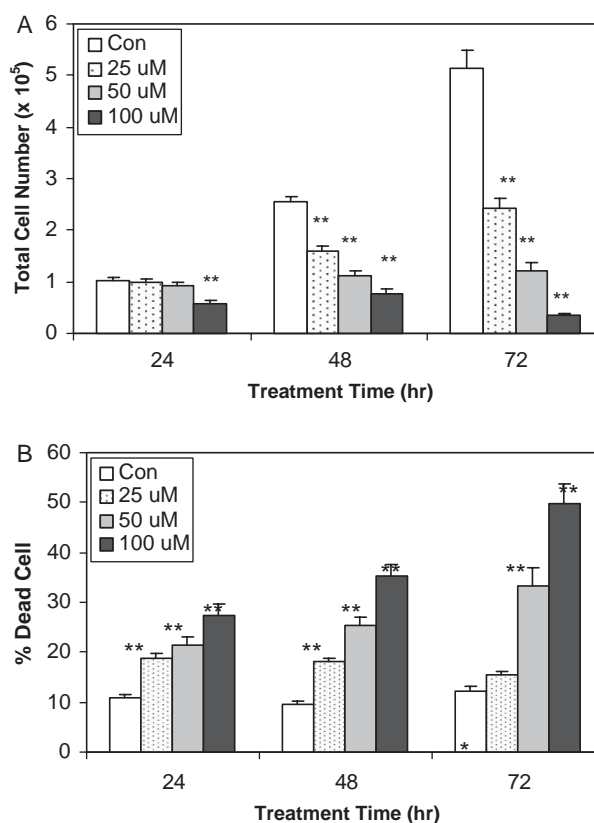 A
Total Cell Number (x 10⁵)
6
5
4
3
2
1
0
Con
25 uM
50 uM
100 uM
**
**
**
**
**
**
**
24
48
72
Treatment Time (hr)
B
% Dead Cell
60
50
40
30
20
10
0
Con
25 uM
50 uM
100 uM
**
**
**
**
**
**
**
**
*
24
48
72
Treatment Time (hr)